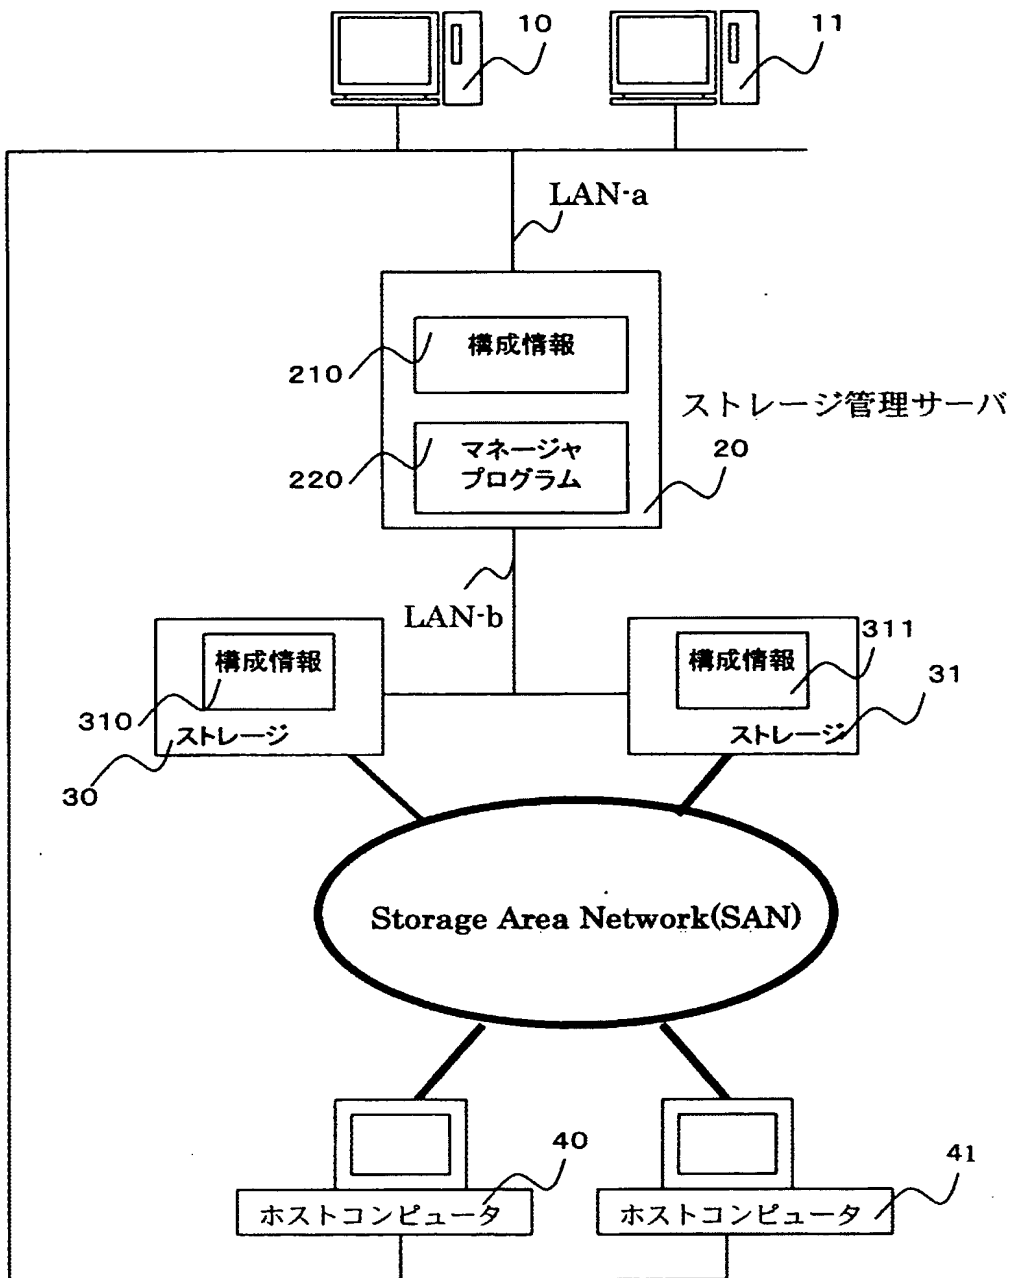 10
11
LAN-a
構成情報
210
ストレージ管理サーバ
マネージャ
プログラム
220
20
LAN-b
構成情報
310
ストレージ
30
構成情報
311
31
ストレージ
Storage Area Network(SAN)
40
ホストコンピュータ
41
ホストコンピュータ